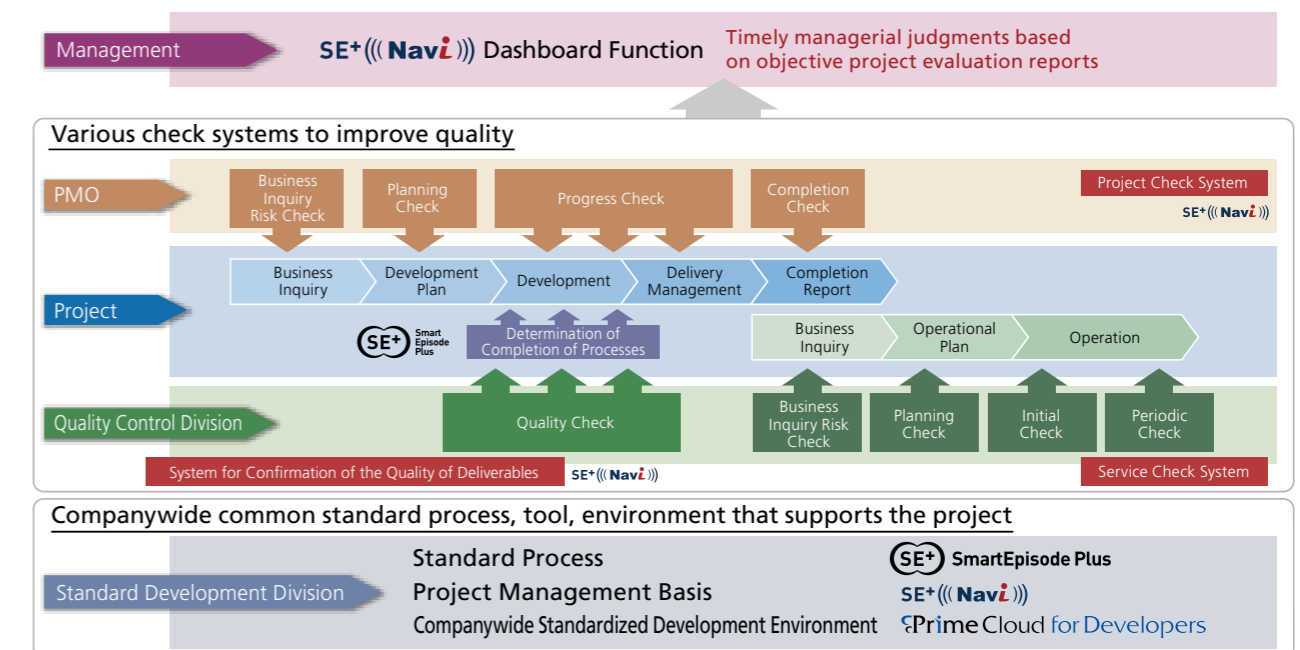 Management
SE+((( Navi ))) Dashboard Function
Timely managerial judgments based
on objective project evaluation reports
Various check systems to improve quality
PMO
Business
Inquiry
Risk Check
Planning
Check
Progress Check
Completion
Check
Project Check System
SE+((( Navi )))
Project
Business
Inquiry
Development
Plan
Development
Delivery
Management
Completion
Report
SE+
Smart
Episode
Plus
Determination of
Completion of Processes
Business
Inquiry
Operational
Plan
Operation
Quality Control Division
Quality Check
Business
Inquiry Risk
Check
Planning
Check
Initial
Check
Periodic
Check
System for Confirmation of the Quality of Deliverables
SE+((( Navi )))
Service Check System
Companywide common standard process, tool, environment that supports the project
Standard Development Division
Standard Process
SE+ SmartEpisode Plus
Project Management Basis
SE+((( Navi )))
Companywide Standardized Development Environment
Prime Cloud for Developers